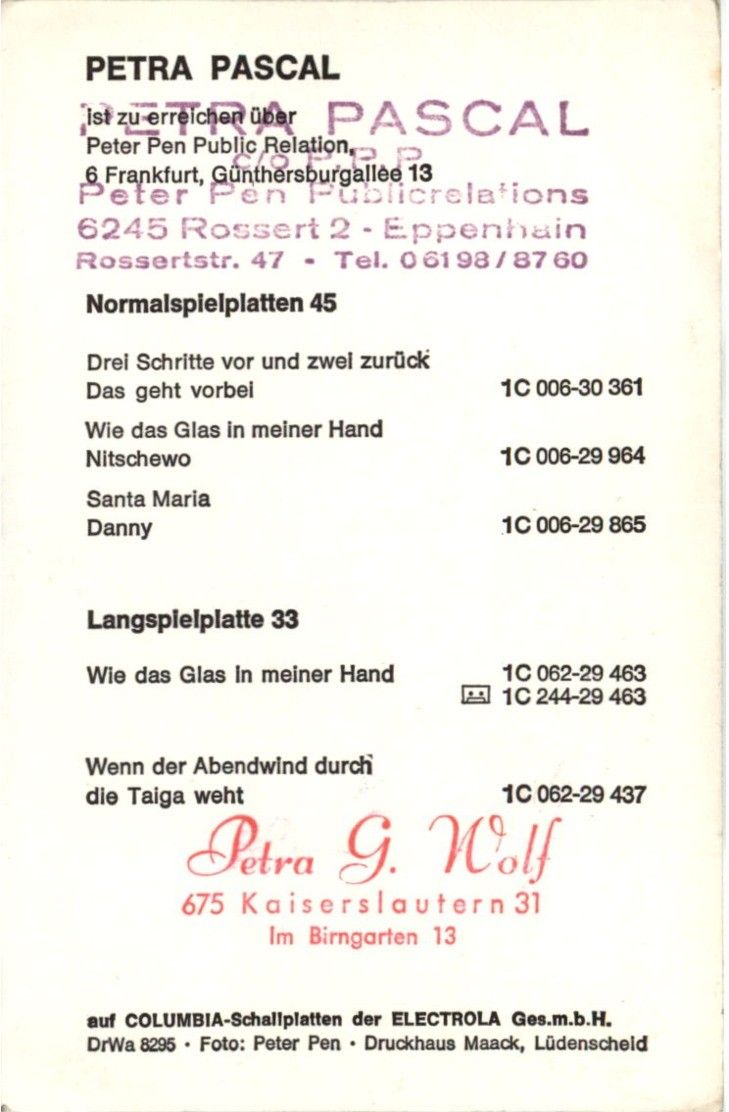 PETRA PASCAL
ist zu erreichen über
Peter Pen Public Relation,
6 Frankfurt, Günthersburgallee 13
PETRA PASCAL
c/o P.P.P
Peter Pen Publicrelations
6245 Rossert 2 - Eppenhain
Rossertstr. 47 - Tel. 06198/8760
Normalspielplatten 45
Drei Schritte vor und zwei zurück
Das geht vorbei 1C 006-30 361
Wie das Glas in meiner Hand
Nitschewo 1C 006-29 964
Santa Maria
Danny 1C 006-29 865
Langspielplatte 33
Wie das Glas in meiner Hand 1C 062-29 463
1C 244-29 463
Wenn der Abendwind durch
die Taiga weht 1C 062-29 437
Petra G. Wolf
675 Kaiserslautern 31
Im Birngarten 13
auf COLUMBIA-Schallplatten der ELECTROLA Ges.m.b.H.
DrWa 8295 · Foto: Peter Pen · Druckhaus Maack, Lüdenscheid